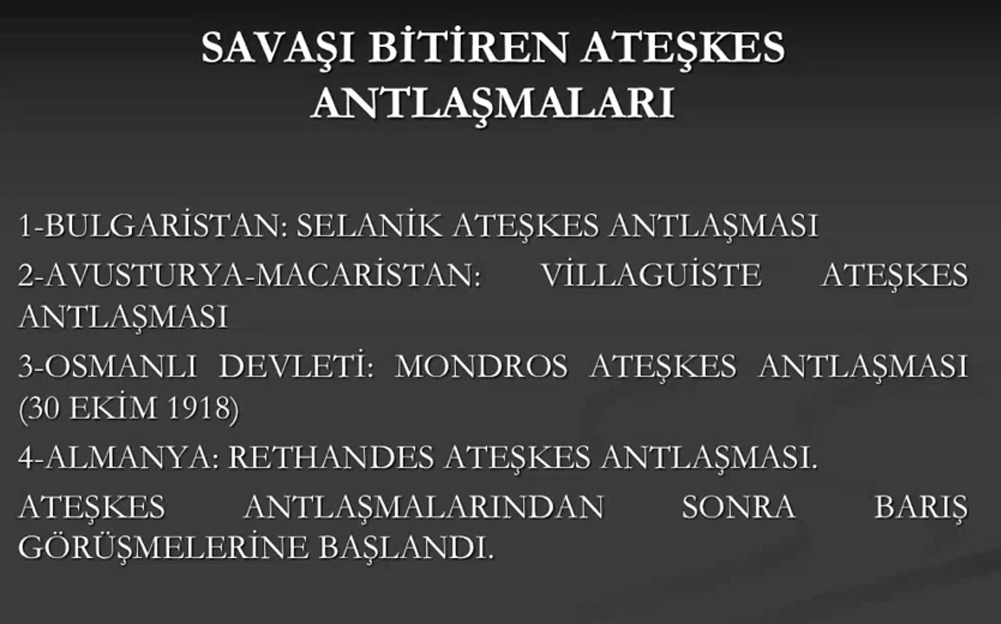 SAVAŞI BİTİREN ATEŞKES
ANTLAŞMALARI
1-BULGARİSTAN: SELANİK ATEŞKES ANTLAŞMASI
2-AVUSTURYA-MACARİSTAN: VİLLAGUİSTE ATEŞKES
ANTLAŞMASI
3-OSMANLI DEVLETİ: MONDROS ATEŞKES ANTLAŞMASI
(30 EKİM 1918)
4-ALMANYA: RETHANDES ATEŞKES ANTLAŞMASI.
ATEŞKES ANTLAŞMALARINDAN SONRA BARIŞ
GÖRÜŞMELERİNE BAŞLANDI.